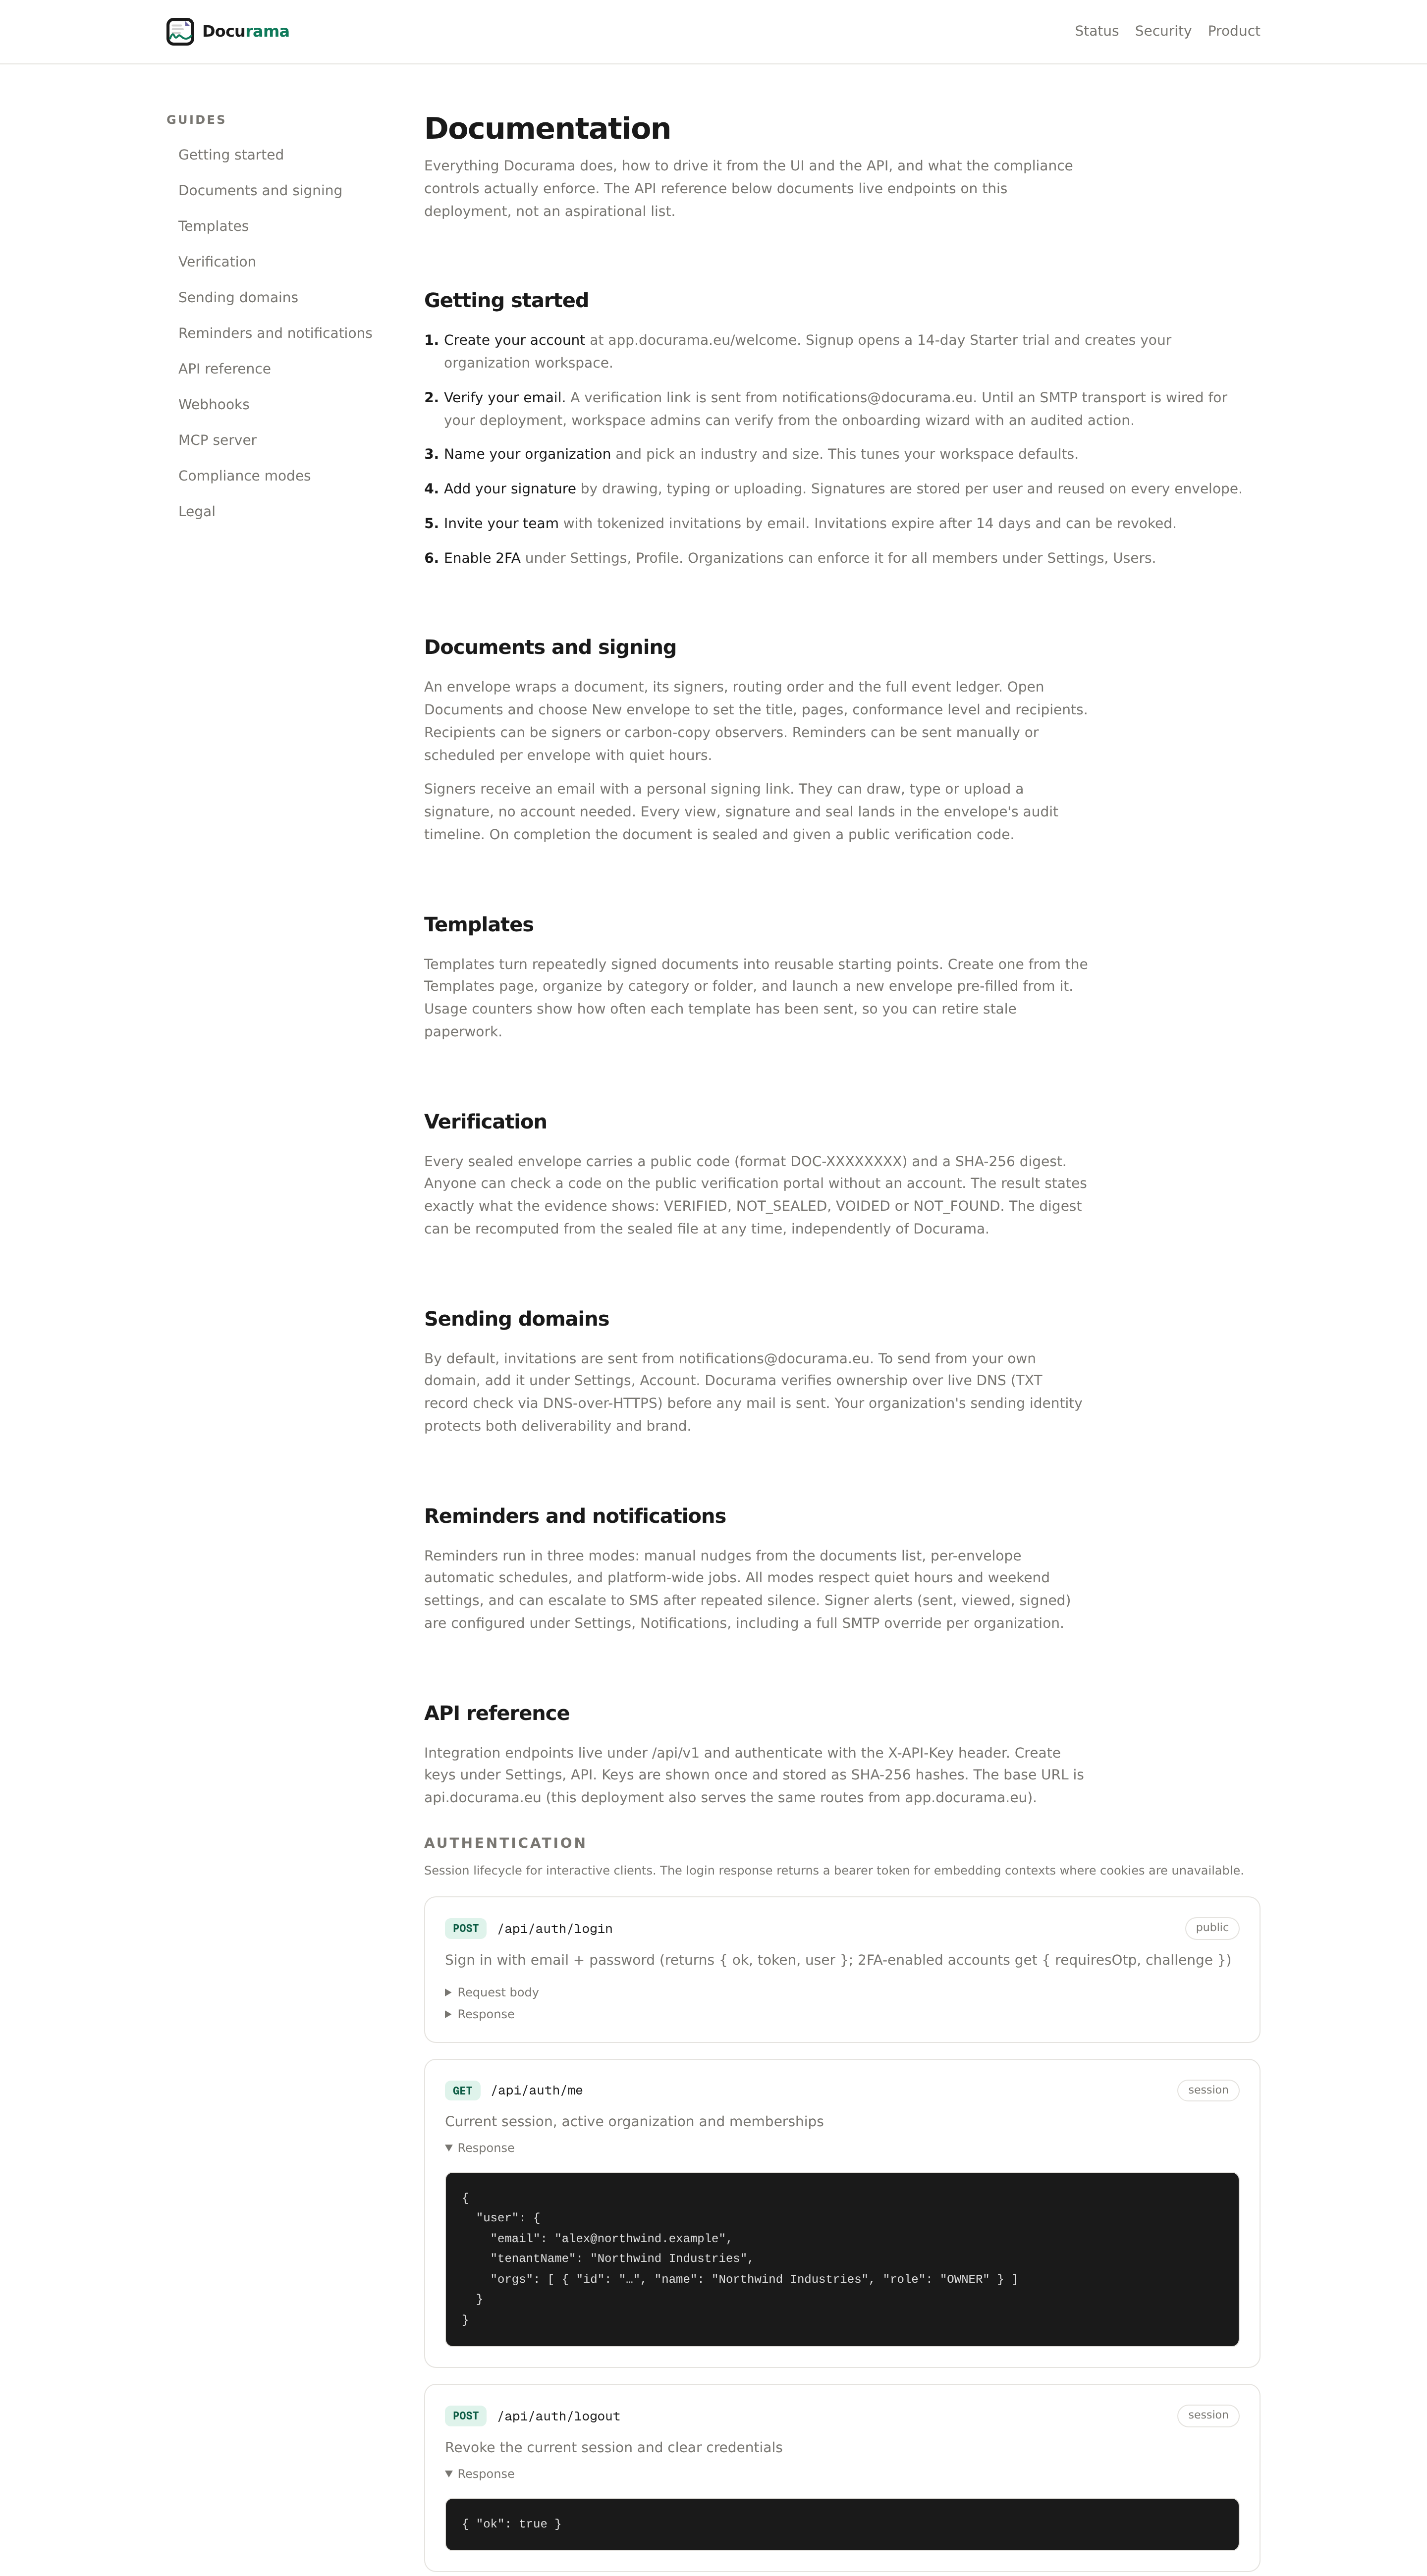 Docurama
Status Security Product
GUIDES
Getting started
Documents and signing
Templates
Verification
Sending domains
Reminders and notifications
API reference
Webhooks
MCP server
Compliance modes
Legal
Documentation
Everything Docurama does, how to drive it from the UI and the API, and what the compliance
controls actually enforce. The API reference below documents live endpoints on this
deployment, not an aspirational list.
Getting started
1. Create your account at app.docurama.eu/welcome. Signup opens a 14-day Starter trial and creates your
organization workspace.
2. Verify your email. A verification link is sent from notifications@docurama.eu. Until an SMTP transport is wired for
your deployment, workspace admins can verify from the onboarding wizard with an audited action.
3. Name your organization and pick an industry and size. This tunes your workspace defaults.
4. Add your signature by drawing, typing or uploading. Signatures are stored per user and reused on every envelope.
5. Invite your team with tokenized invitations by email. Invitations expire after 14 days and can be revoked.
6. Enable 2FA under Settings, Profile. Organizations can enforce it for all members under Settings, Users.
Documents and signing
An envelope wraps a document, its signers, routing order and the full event ledger. Open
Documents and choose New envelope to set the title, pages, conformance level and recipients.
Recipients can be signers or carbon-copy observers. Reminders can be sent manually or
scheduled per envelope with quiet hours.
Signers receive an email with a personal signing link. They can draw, type or upload a
signature, no account needed. Every view, signature and seal lands in the envelope's audit
timeline. On completion the document is sealed and given a public verification code.
Templates
Templates turn repeatedly signed documents into reusable starting points. Create one from the
Templates page, organize by category or folder, and launch a new envelope pre-filled from it.
Usage counters show how often each template has been sent, so you can retire stale
paperwork.
Verification
Every sealed envelope carries a public code (format DOC-XXXXXXXX) and a SHA-256 digest.
Anyone can check a code on the public verification portal without an account. The result states
exactly what the evidence shows: VERIFIED, NOT_SEALED, VOIDED or NOT_FOUND. The digest
can be recomputed from the sealed file at any time, independently of Docurama.
Sending domains
By default, invitations are sent from notifications@docurama.eu. To send from your own
domain, add it under Settings, Account. Docurama verifies ownership over live DNS (TXT
record check via DNS-over-HTTPS) before any mail is sent. Your organization's sending identity
protects both deliverability and brand.
Reminders and notifications
Reminders run in three modes: manual nudges from the documents list, per-envelope
automatic schedules, and platform-wide jobs. All modes respect quiet hours and weekend
settings, and can escalate to SMS after repeated silence. Signer alerts (sent, viewed, signed)
are configured under Settings, Notifications, including a full SMTP override per organization.
API reference
Integration endpoints live under /api/v1 and authenticate with the X-API-Key header. Create
keys under Settings, API. Keys are shown once and stored as SHA-256 hashes. The base URL is
api.docurama.eu (this deployment also serves the same routes from app.docurama.eu).
AUTHENTICATION
Session lifecycle for interactive clients. The login response returns a bearer token for embedding contexts where cookies are unavailable.
POST /api/auth/login public
Sign in with email + password (returns { ok, token, user }; 2FA-enabled accounts get { requiresOtp, challenge })
▶ Request body
▶ Response
GET /api/auth/me session
Current session, active organization and memberships
▼ Response
{
  "user": {
    "email": "alex@northwind.example",
    "tenantName": "Northwind Industries",
    "orgs": [ { "id": "…", "name": "Northwind Industries", "role": "OWNER" } ]
  }
}
POST /api/auth/logout session
Revoke the current session and clear credentials
▼ Response
{ "ok": true }